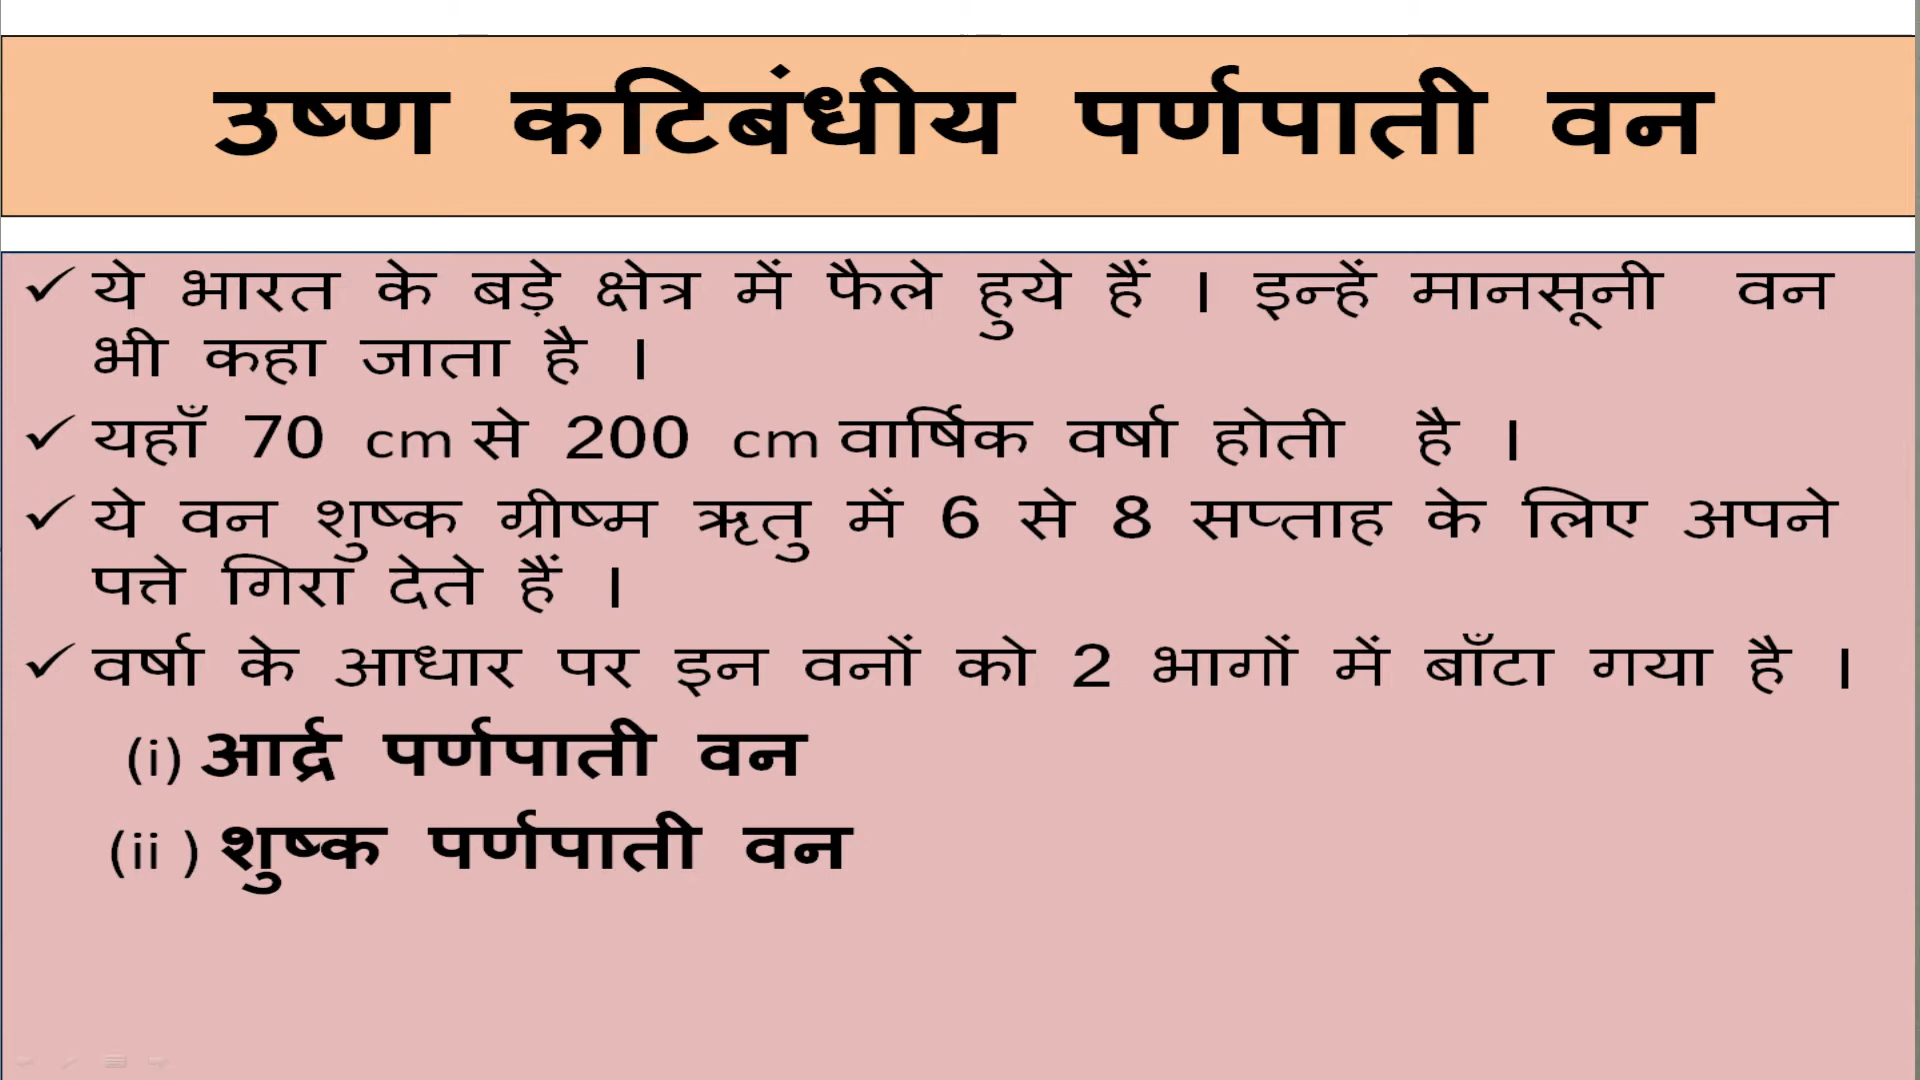 उष्ण कटिबंधीय पर्णपाती वन
✓ ये भारत के बड़े क्षेत्र में फैले हुये हैं । इन्हें मानसूनी वन
भी कहा जाता है ।
✓ यहाँ 70 cm से 200 cm वार्षिक वर्षा होती है ।
✓ ये वन शुष्क ग्रीष्म ऋतु में 6 से 8 सप्ताह के लिए अपने
पत्ते गिरा देते हैं ।
✓ वर्षा के आधार पर इन वनों को 2 भागों में बाँटा गया है ।
(i) आर्द्र पर्णपाती वन
(ii ) शुष्क पर्णपाती वन